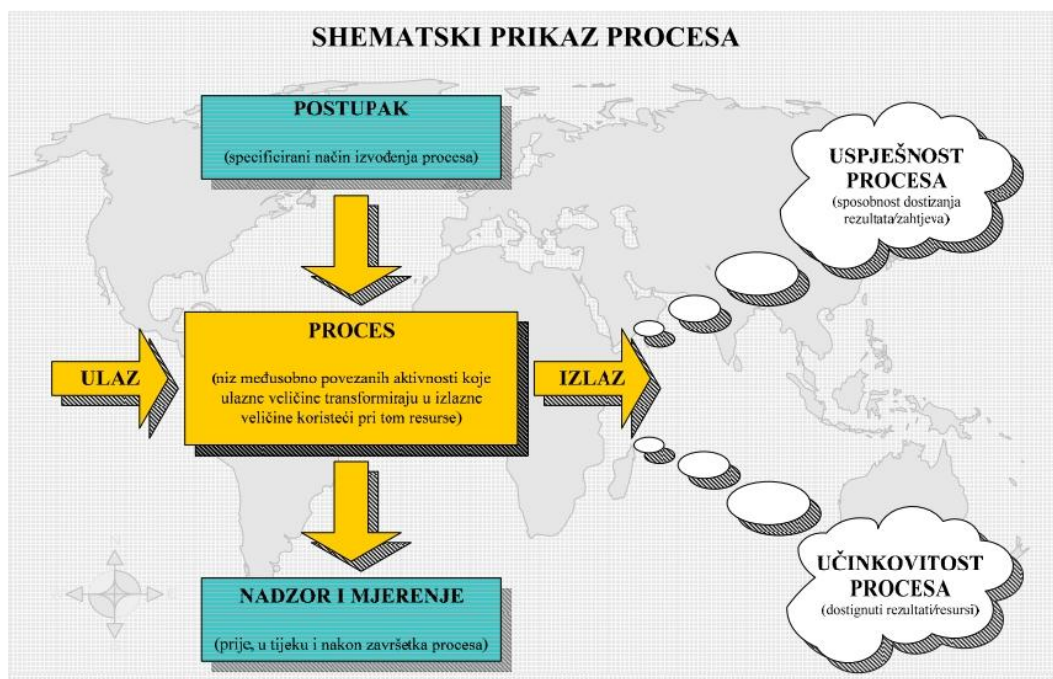 SHEMATSKI PRIKAZ PROCESA
POSTUPAK
(specificirani način izvođenja procesa)
USPJEŠNOST
PROCESA
(sposobnost dostizanja
rezultata/zahtjeva)
ULAZ
PROCES
(niz međusobno povezanih aktivnosti koje
ulazne veličine transformiraju u izlazne
veličine koristeći pri tom resurse)
IZLAZ
NADZOR I MJERENJE
(prije, u tijeku i nakon završetka procesa)
UČINKOVITOST
PROCESA
(dostignuti rezultati/resursi)